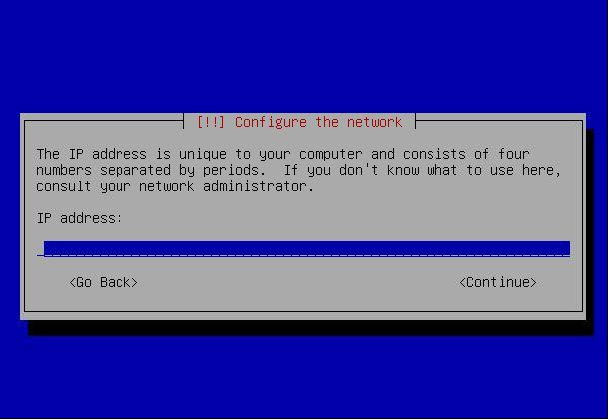 [!!] Configure the network
The IP address is unique to your computer and consists of four
numbers separated by periods.  If you don't know what to use here,
consult your network administrator.
IP address:
<Go Back> <Continue>